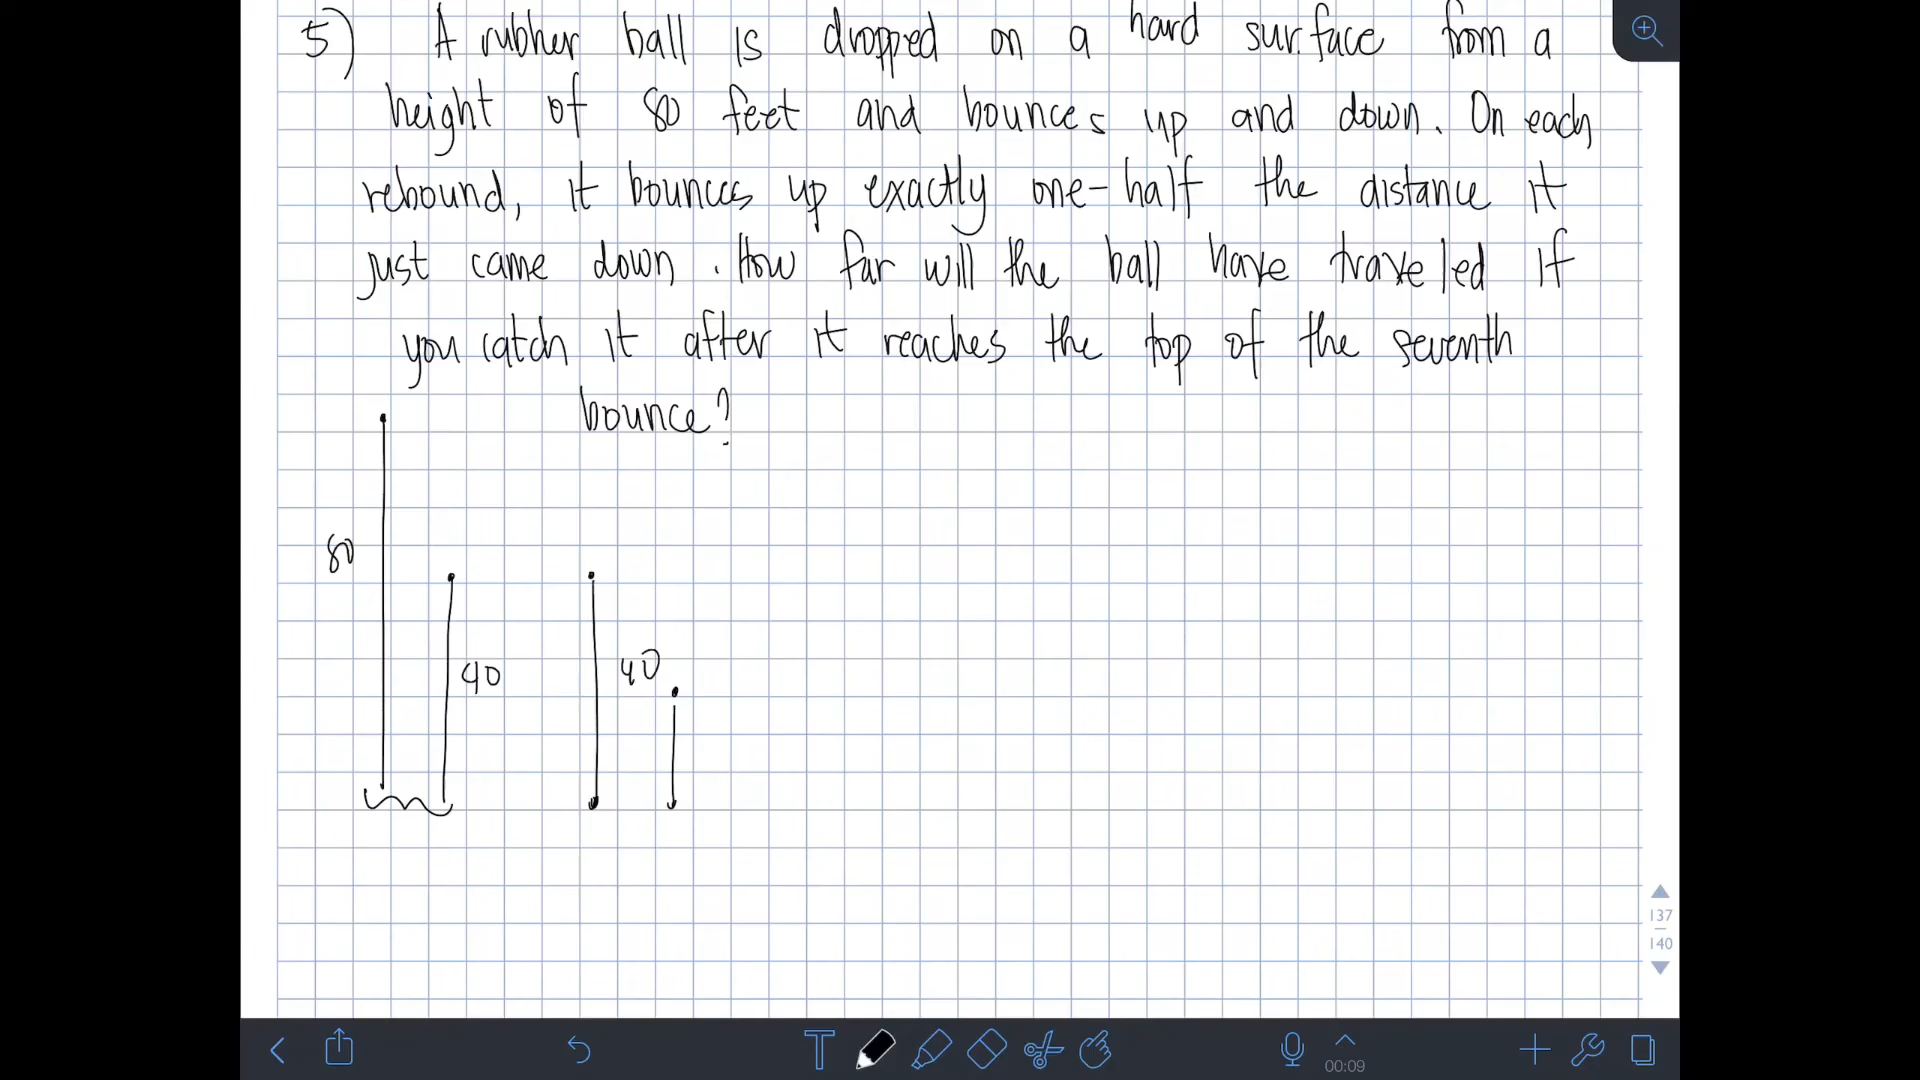 5) A rubber ball is dropped on a hard surface from a
height of 80 feet and bounces up and down. On each
rebound, it bounces up exactly one-half the distance it
just came down. How far will the ball have traveled if
you catch it after it reaches the top of the seventh
bounce?
80
40
40
137
140
T
00:09